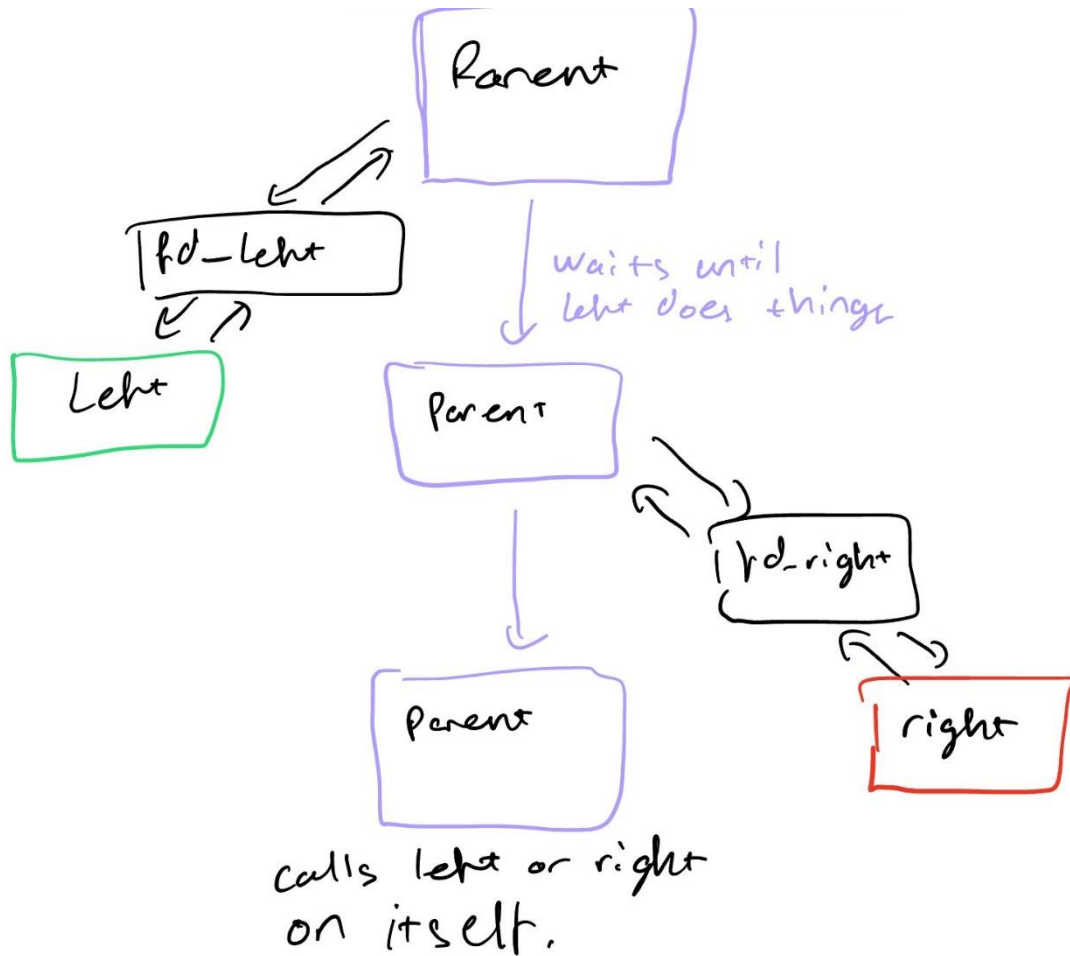 Parent
fd_left
waits until
left does things
Left
Parent
fd_right
Parent
right
calls left or right
on itself.